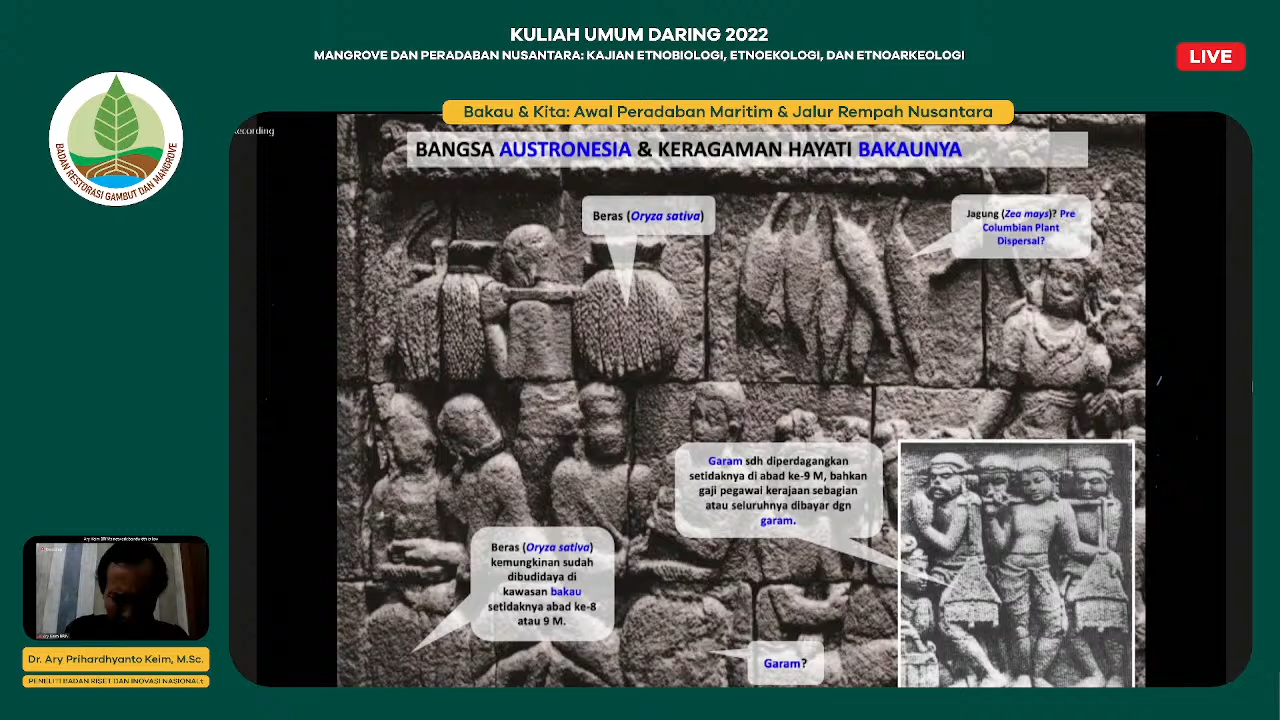 KULIAH UMUM DARING 2022
MANGROVE DAN PERADABAN NUSANTARA: KAJIAN ETNOBIOLOGI, ETNOEKOLOGI, DAN ETNOARKEOLOGI
LIVE
BADAN RESTORASI GAMBUT DAN MANGROVE
Bakau & Kita: Awal Peradaban Maritim & Jalur Rempah Nusantara
ecording
BANGSA AUSTRONESIA & KERAGAMAN HAYATI BAKAUNYA
Beras (Oryza sativa)
Jagung (Zea mays)? Pre
Columbian Plant
Dispersal?
Garam sdh diperdagangkan
setidaknya di abad ke-9 M, bahkan
gaji pegawai kerajaan sebagian
atau seluruhnya dibayar dgn
garam.
Beras (Oryza sativa)
kemungkinan sudah
dibudidaya di
kawasan bakau
setidaknya abad ke-8
atau 9 M.
Garam?
Dr. Ary Prihardhyanto Keim, M.Sc.
PENELITI BADAN RISET DAN INOVASI NASIONAL